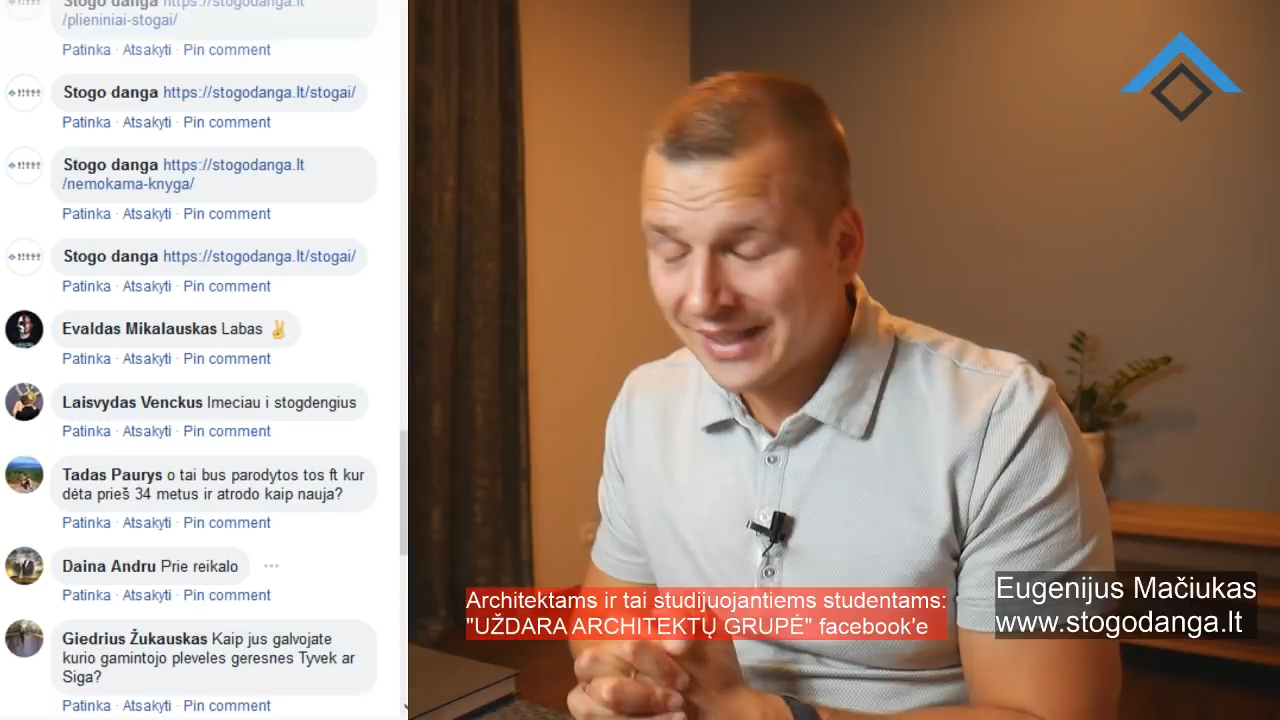 Stogo danga https://stogodanga.lt
/plieniniai-stogai/
Patinka · Atsakyti · Pin comment
Stogo danga https://stogodanga.lt/stogai/
Patinka · Atsakyti · Pin comment
Stogo danga https://stogodanga.lt
/nemokama-knyga/
Patinka · Atsakyti · Pin comment
Stogo danga https://stogodanga.lt/stogai/
Patinka · Atsakyti · Pin comment
Evaldas Mikalauskas Labas ✌
Patinka · Atsakyti · Pin comment
Laisvydas Venckus Imeciau i stogdengius
Patinka · Atsakyti · Pin comment
Tadas Paurys o tai bus parodytos tos ft kur
dėta prieš 34 metus ir atrodo kaip nauja?
Patinka · Atsakyti · Pin comment
Daina Andru Prie reikalo
Patinka · Atsakyti · Pin comment
Giedrius Žukauskas Kaip jus galvojate
kurio gamintojo pleveles geresnes Tyvek ar
Siga?
Patinka · Atsakyti · Pin comment
Architektams ir tai studijuojantiems studentams:
"UŽDARA ARCHITEKTŲ GRUPĖ" facebook'e
Eugenijus Mačiukas
www.stogodanga.lt